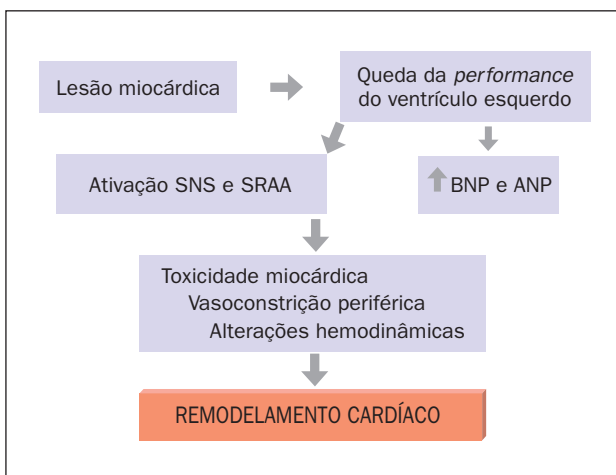 Lesão miocárdica
Queda da performance
do ventrículo esquerdo
Ativação SNS e SRAA
BNP e ANP
Toxicidade miocárdica
Vasoconstrição periférica
Alterações hemodinâmicas
REMODELAMENTO CARDÍACO